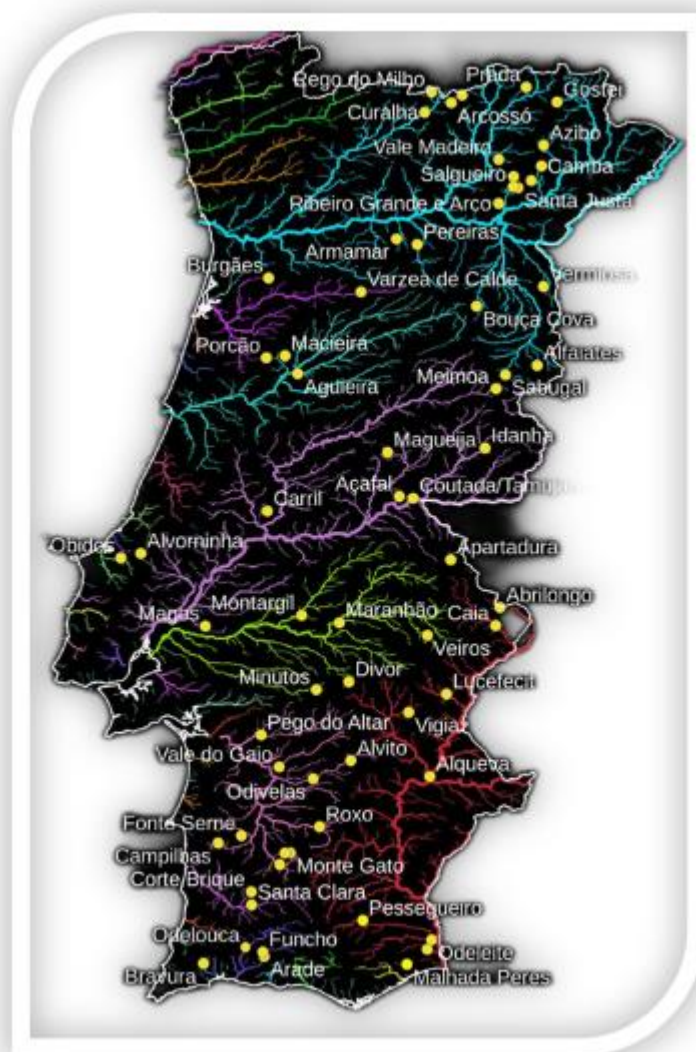 Rego do Milho
Prada
Gostei
Curalha
Arcossó
Azibo
Vale Madeiro
Camba
Salgueiro
Ribeiro Grande e Arco
Santa Justa
Armamar
Pereiras
Burgães
Varzea de Calde
Vermiosa
Bouça Cova
Porcão
Macieira
Alfaiates
Aguieira
Meimoa
Sabugal
Magueija
Idanha
Açafal
Coutada/Tamujais
Carril
Óbidos
Alvorninha
Apartadura
Abrilongo
Magos
Montargil
Maranhão
Caia
Veiros
Minutos
Divor
Lucefecit
Pego do Altar
Vigia
Vale do Gaio
Alvito
Alqueva
Odivelas
Fonte Serne
Roxo
Campilhas
Monte Gato
Corte Brique
Santa Clara
Pessegueiro
Odelouca
Funcho
Odeleite
Bravura
Arade
Malhada Peres